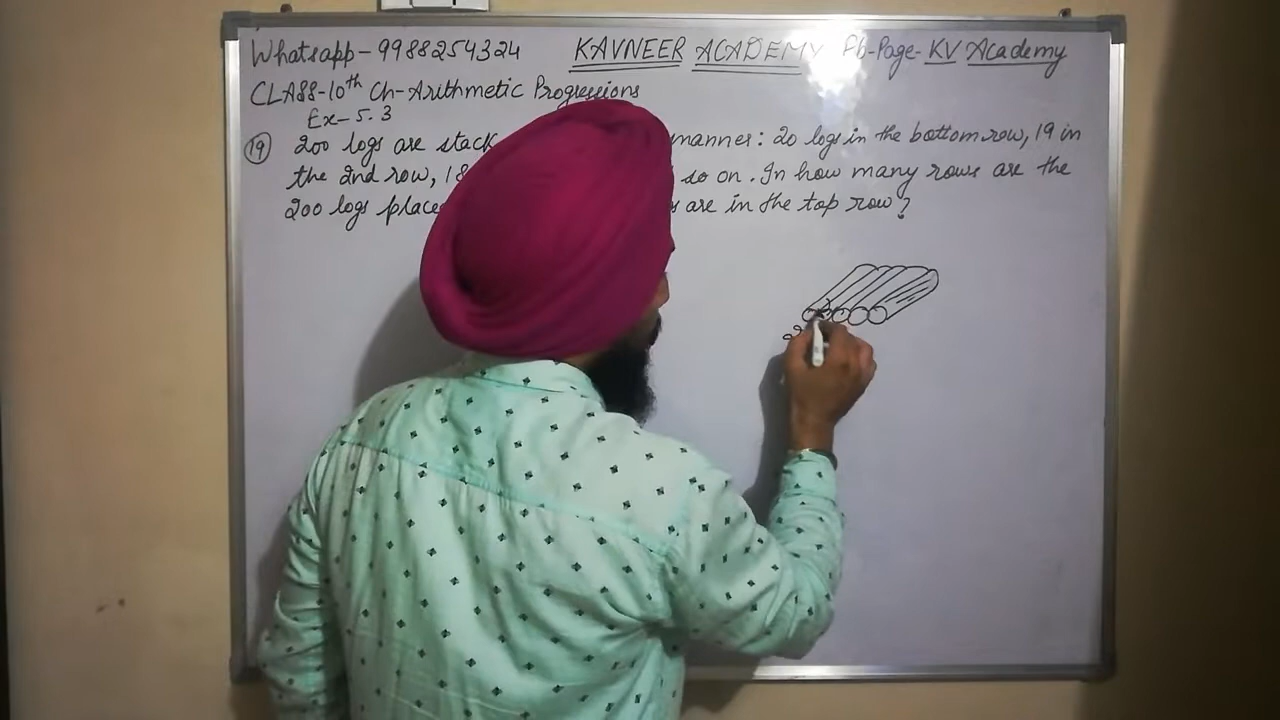 Whatsapp-9988254324 KAVNEER ACADEMY Fb-Page-KV Academy
CLASS-10th Ch-Arithmetic Progressions
Ex-5.3
19 200 logs are stack manner: 20 logs in the bottom row, 19 in
the 2nd row, 18 so on. In how many rows are the
200 logs place are in the top row?
20